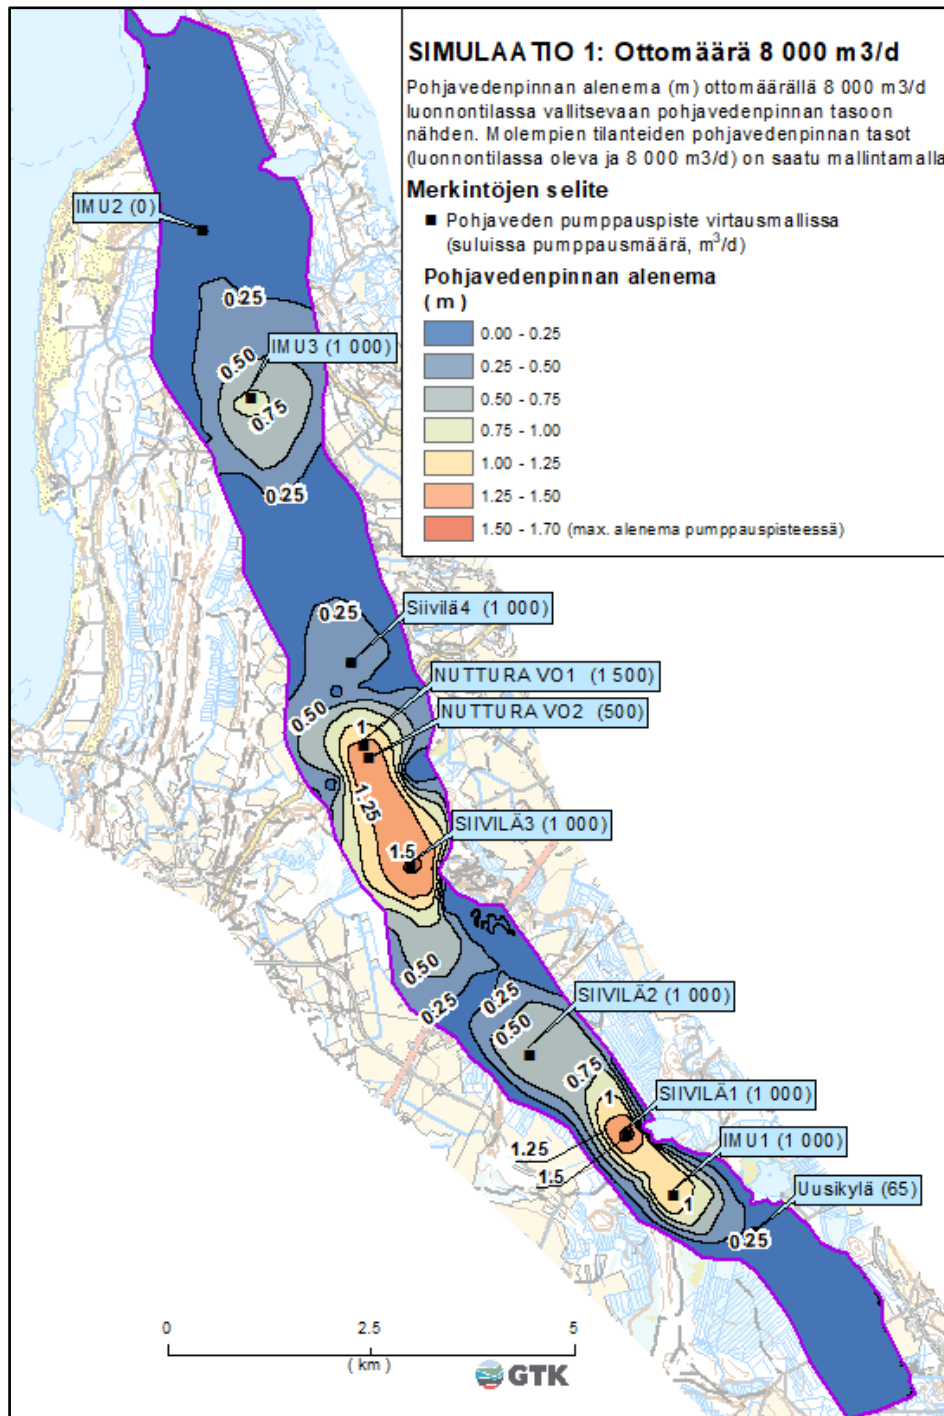 SIMULAATIO 1: Ottomäärä 8 000 m3/d
Pohjavedenpinnan alenema (m) ottomäärällä 8 000 m3/d
luonnontilassa vallitsevaan pohjavedenpinnan tasoon
nähden. Molempien tilanteiden pohjavedenpinnan tasot
(luonnontilassa oleva ja 8 000 m3/d) on saatu mallintamalla
Merkintöjen selite
Pohjaveden pumppauspiste virtausmallissa
(suluissa pumppausmäärä, m³/d)
Pohjavedenpinnan alenema
(m)
0.00 - 0.25
0.25 - 0.50
0.50 - 0.75
0.75 - 1.00
1.00 - 1.25
1.25 - 1.50
1.50 - 1.70 (max. alenema pumppauspisteessä)
IMU2 (0)
0.25
IMU3 (1 000)
0.50
0.75
0.25
Siivilä4 (1 000)
0.25
NUTTURA VO1 (1 500)
0.50
1
NUTTURA VO2 (500)
1.25
SIIVILÄ3 (1 000)
1.5
0.50
0.25
SIIVILÄ2 (1 000)
0.25
0.50
0.75
SIIVILÄ1 (1 000)
1
1.25
IMU1 (1 000)
1.5
Uusikylä (65)
1
0.25
0
2.5
5
(km)
GTK